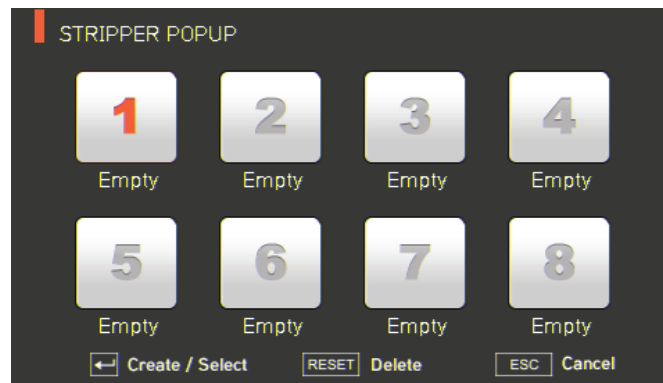 STRIPPER POPUP
1 2 3 4
Empty Empty Empty Empty
5 6 7 8
Empty Empty Empty Empty
Create / Select RESET Delete ESC Cancel